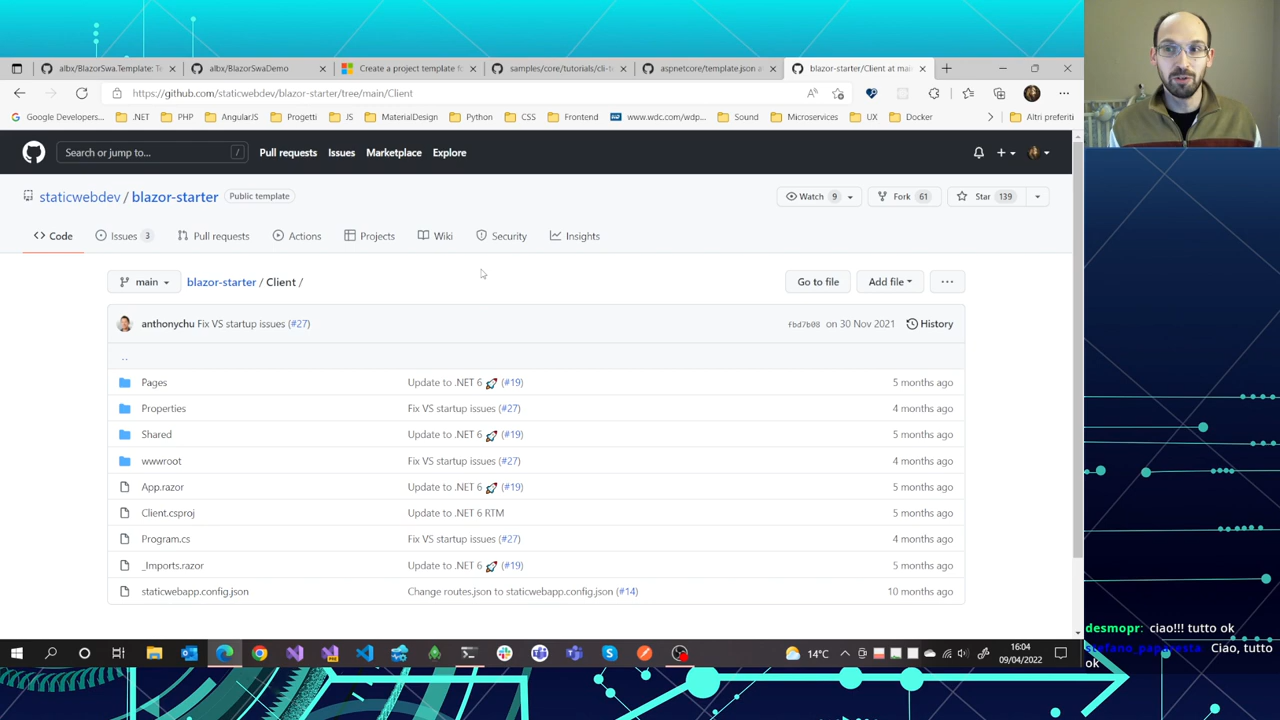 albx/BlazorSwa.Template: Te
albx/BlazorSwaDemo
Create a project template fo
samples/core/tutorials/cli-t
aspnetcore/template.json a
blazor-starter/Client at mai
https://github.com/staticwebdev/blazor-starter/tree/main/Client
Google Developers...
.NET
PHP
AngularJS
Progetti
JS
MaterialDesign
Python
CSS
Frontend
www.wdc.com/wdp...
Sound
Microservices
UX
Docker
Altri preferiti
Search or jump to...
/
Pull requests
Issues
Marketplace
Explore
staticwebdev / blazor-starter
Public template
Watch 9
Fork 61
Star 139
Code
Issues 3
Pull requests
Actions
Projects
Wiki
Security
Insights
main
blazor-starter / Client /
Go to file
Add file
anthonychu Fix VS startup issues (#27)
fbd7b08 on 30 Nov 2021
History
..
Pages Update to .NET 6 🚀 (#19) 5 months ago
Properties Fix VS startup issues (#27) 4 months ago
Shared Update to .NET 6 🚀 (#19) 5 months ago
wwwroot Fix VS startup issues (#27) 4 months ago
App.razor Update to .NET 6 🚀 (#19) 5 months ago
Client.csproj Update to .NET 6 RTM 5 months ago
Program.cs Fix VS startup issues (#27) 4 months ago
_Imports.razor Update to .NET 6 🚀 (#19) 5 months ago
staticwebapp.config.json Change routes.json to staticwebapp.config.json (#14) 10 months ago
14°C
16:04
09/04/2022
desmopr: ciao!!! tutto ok
Ciao, tutto
ok